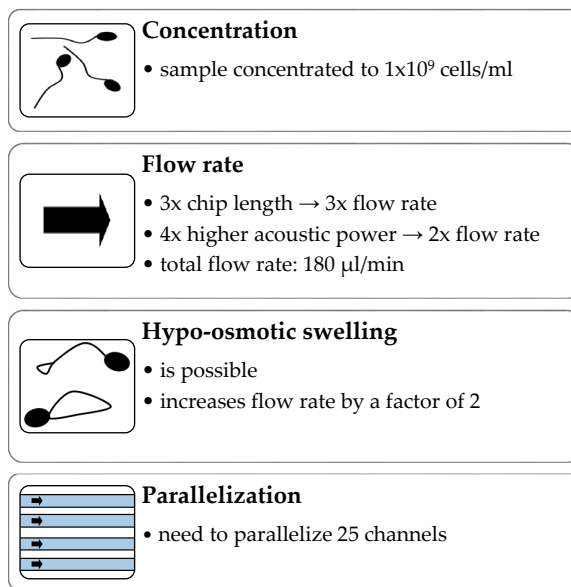 Concentration
• sample concentrated to 1x10⁹ cells/ml
Flow rate
• 3x chip length → 3x flow rate
• 4x higher acoustic power → 2x flow rate
• total flow rate: 180 µl/min
Hypo-osmotic swelling
• is possible
• increases flow rate by a factor of 2
Parallelization
• need to parallelize 25 channels